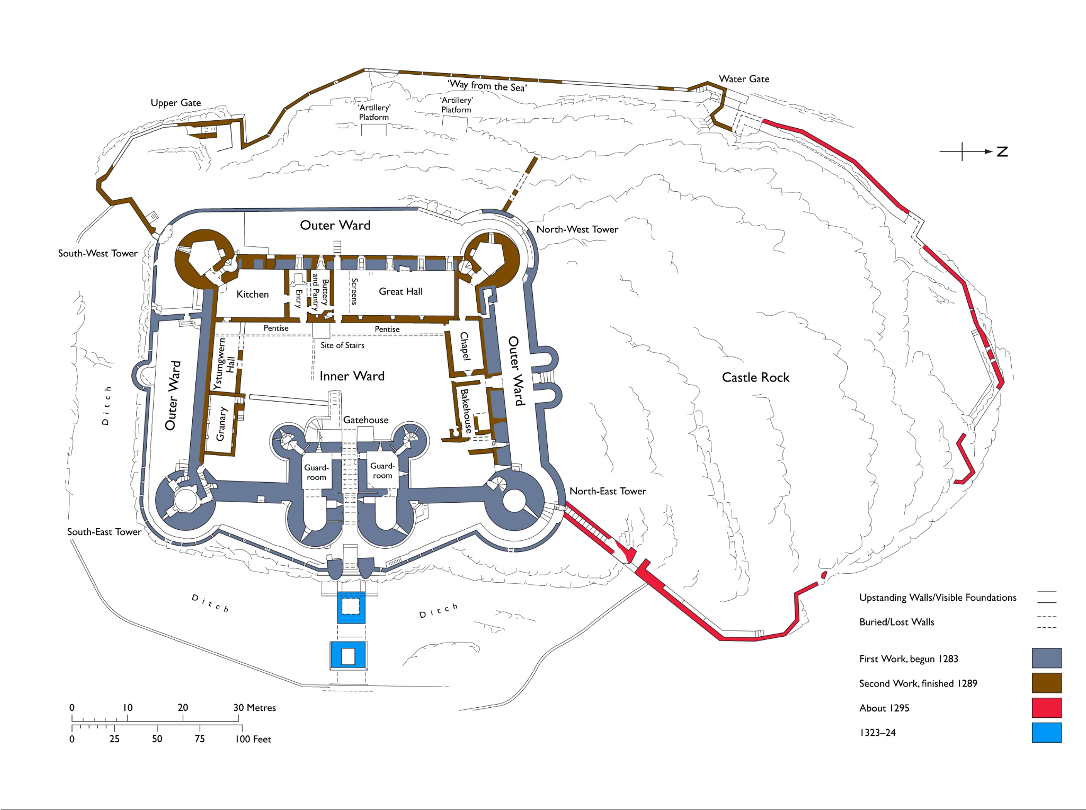 Water Gate
'Way from the Sea'
Upper Gate
'Artillery'
Platform
'Artillery'
Platform
N
Outer Ward
North-West Tower
South-West Tower
Kitchen
Entry
Buttery
and Pantry
Screens
Great Hall
Pentise
Pentise
Site of Stairs
Ystumgwern
Hall
Chapel
Outer Ward
Outer Ward
Inner Ward
Castle Rock
Ditch
Granary
Bakehouse
Gatehouse
Guard-
room
Guard-
room
North-East Tower
South-East Tower
Ditch
Ditch
Upstanding Walls/Visible Foundations
Buried/Lost Walls
First Work, begun 1283
Second Work, finished 1289
About 1295
1323–24
0 10 20 30 Metres
0 25 50 75 100 Feet